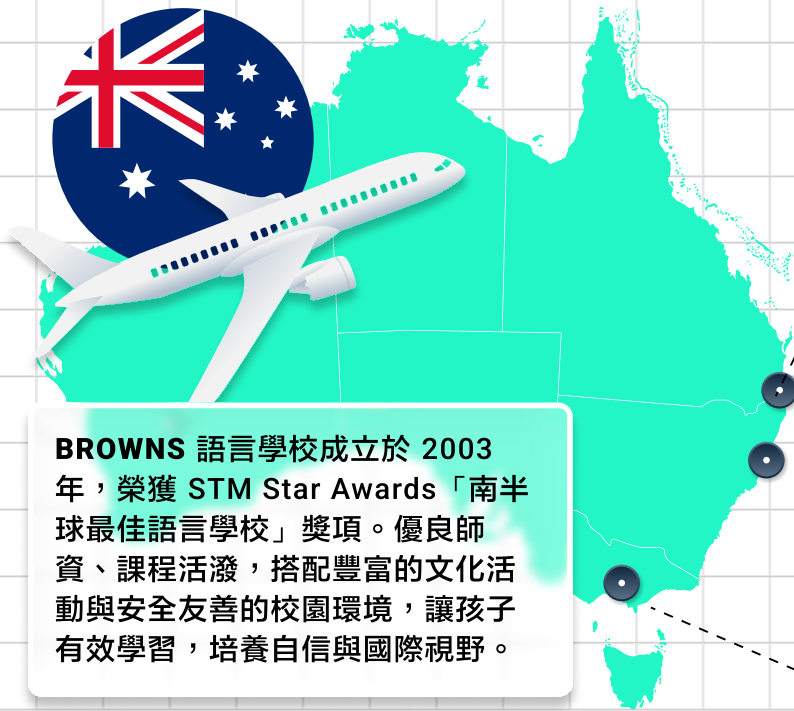 BROWNS 語言學校成立於 2003
年，榮獲 STM Star Awards「南半
球最佳語言學校」獎項。優良師
資、課程活潑，搭配豐富的文化活
動與安全友善的校園環境，讓孩子
有效學習，培養自信與國際視野。